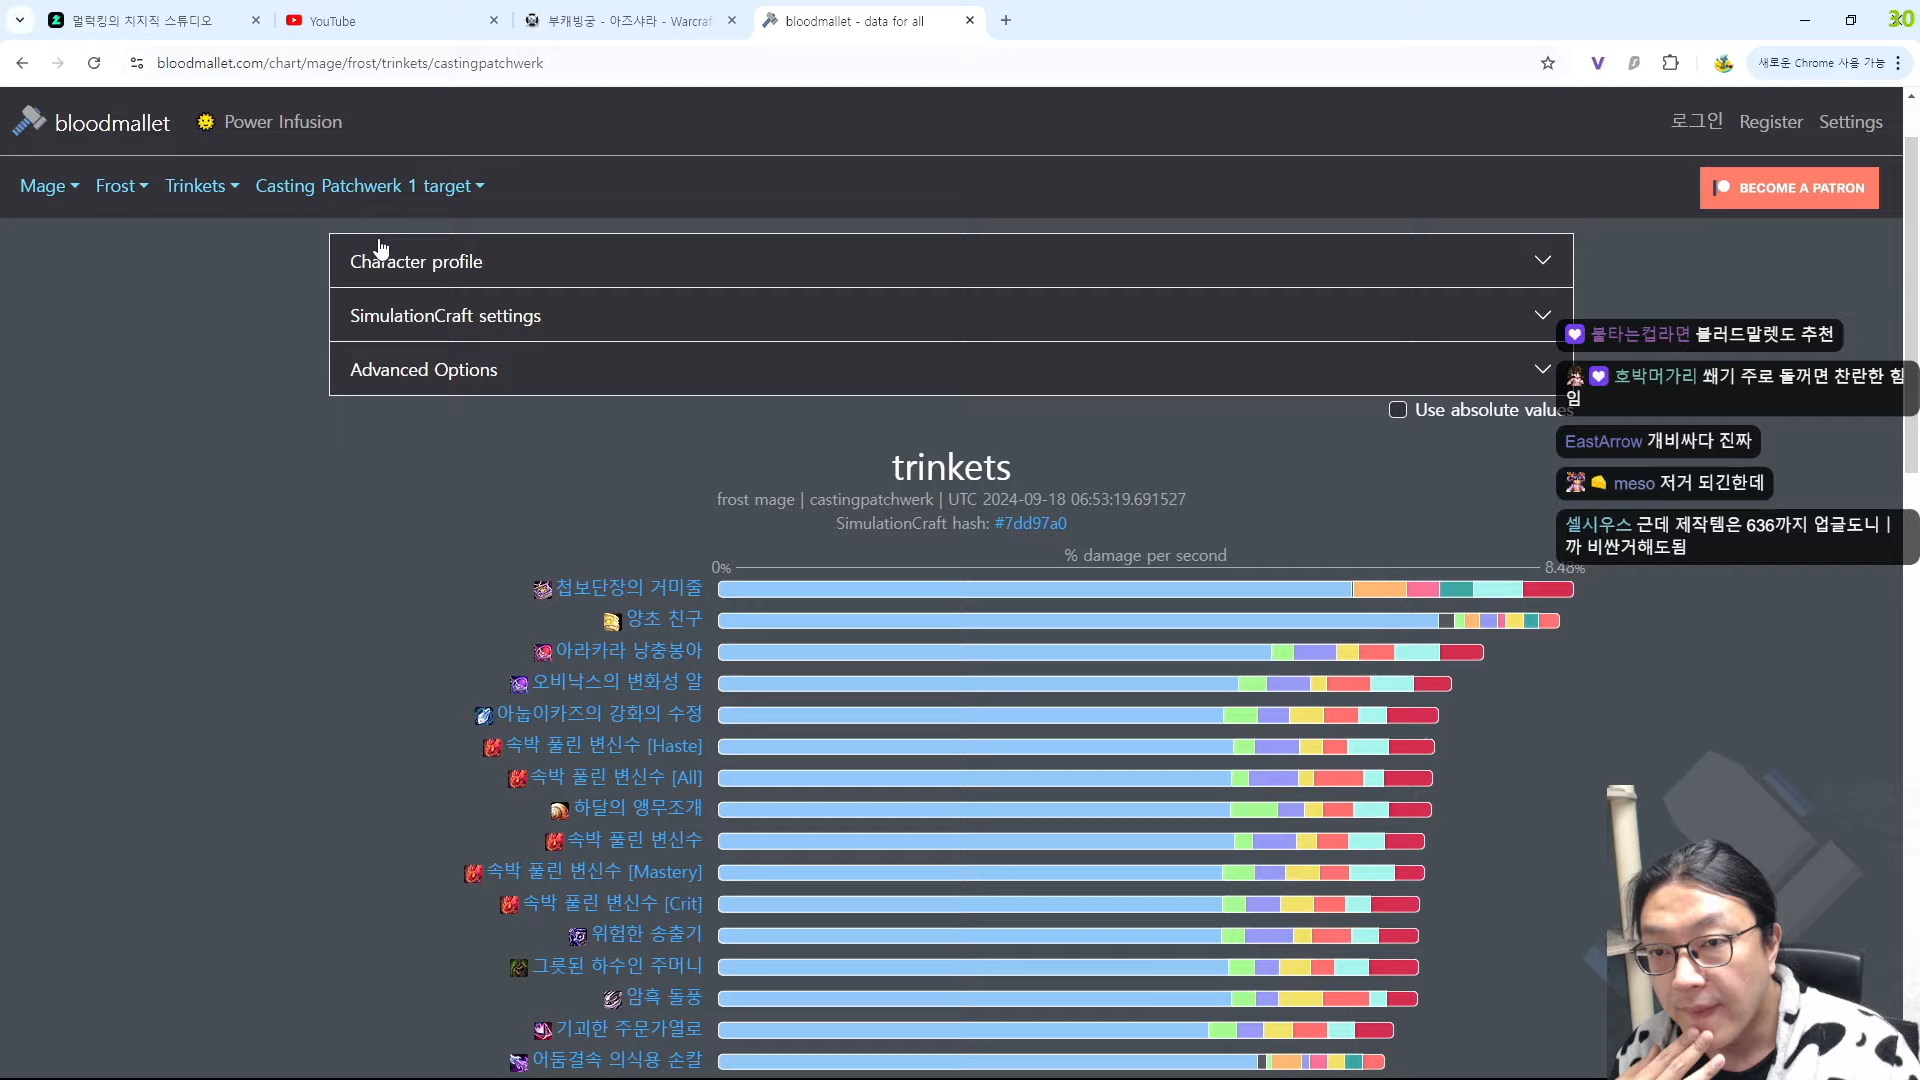 멀럭킹의 치지직 스튜디오
YouTube
부캐빙궁 - 아즈샤라 - Warcraf
bloodmallet - data for all
30
bloodmallet.com/chart/mage/frost/trinkets/castingpatchwerk
새로운 Chrome 사용 가능
bloodmallet
Power Infusion
로그인
Register
Settings
Mage
Frost
Trinkets
Casting Patchwerk 1 target
BECOME A PATRON
Character profile
SimulationCraft settings
Advanced Options
Use absolute values
불타는컵라면 블러드말렛도 추천
호박머가리 쐐기 주로 돌꺼면 찬란한 힘
임
EastArrow 개비싸다 진짜
meso 저거 되긴한데
셀시우스 근데 제작템은 636까지 업글도니ㅣ
까 비싼거해도됨
trinkets
frost mage | castingpatchwerk | UTC 2024-09-18 06:53:19.691527
SimulationCraft hash: #7dd97a0
% damage per second
0%
8.48%
첩보단장의 거미줄
양초 친구
아라카라 낭충봉아
오비낙스의 변화성 알
아눕이카즈의 강화의 수정
속박 풀린 변신수 [Haste]
속박 풀린 변신수 [All]
하달의 앵무조개
속박 풀린 변신수
속박 풀린 변신수 [Mastery]
속박 풀린 변신수 [Crit]
위험한 송출기
그릇된 하수인 주머니
암흑 돌풍
기괴한 주문가열로
어둠결속 의식용 손칼